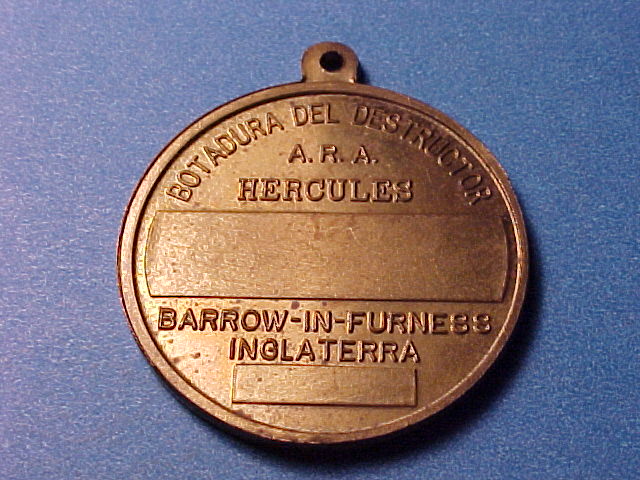 BOTADURA DEL DESTRUCTOR
A. R. A.
HERCULES
BARROW-IN-FURNESS
INGLATERRA